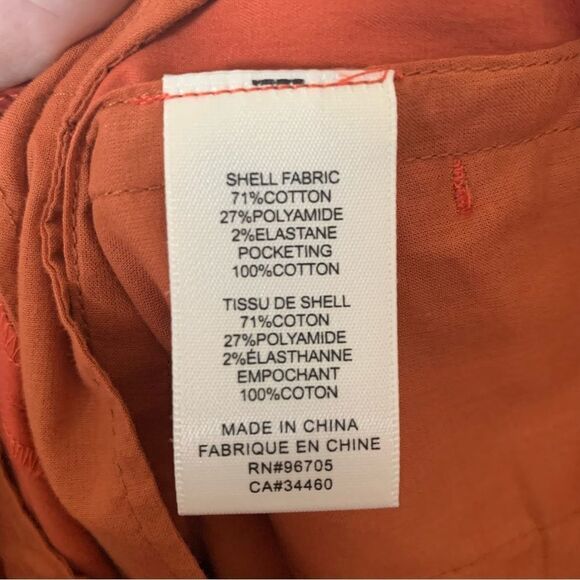 SHELL FABRIC
71%COTTON
27%POLYAMIDE
2%ELASTANE
POCKETING
100%COTTON
TISSU DE SHELL
71%COTON
27%POLYAMIDE
2%ÉLASTHANNE
EMPOCHANT
100%COTON
MADE IN CHINA
FABRIQUE EN CHINE
RN#96705
CA#34460